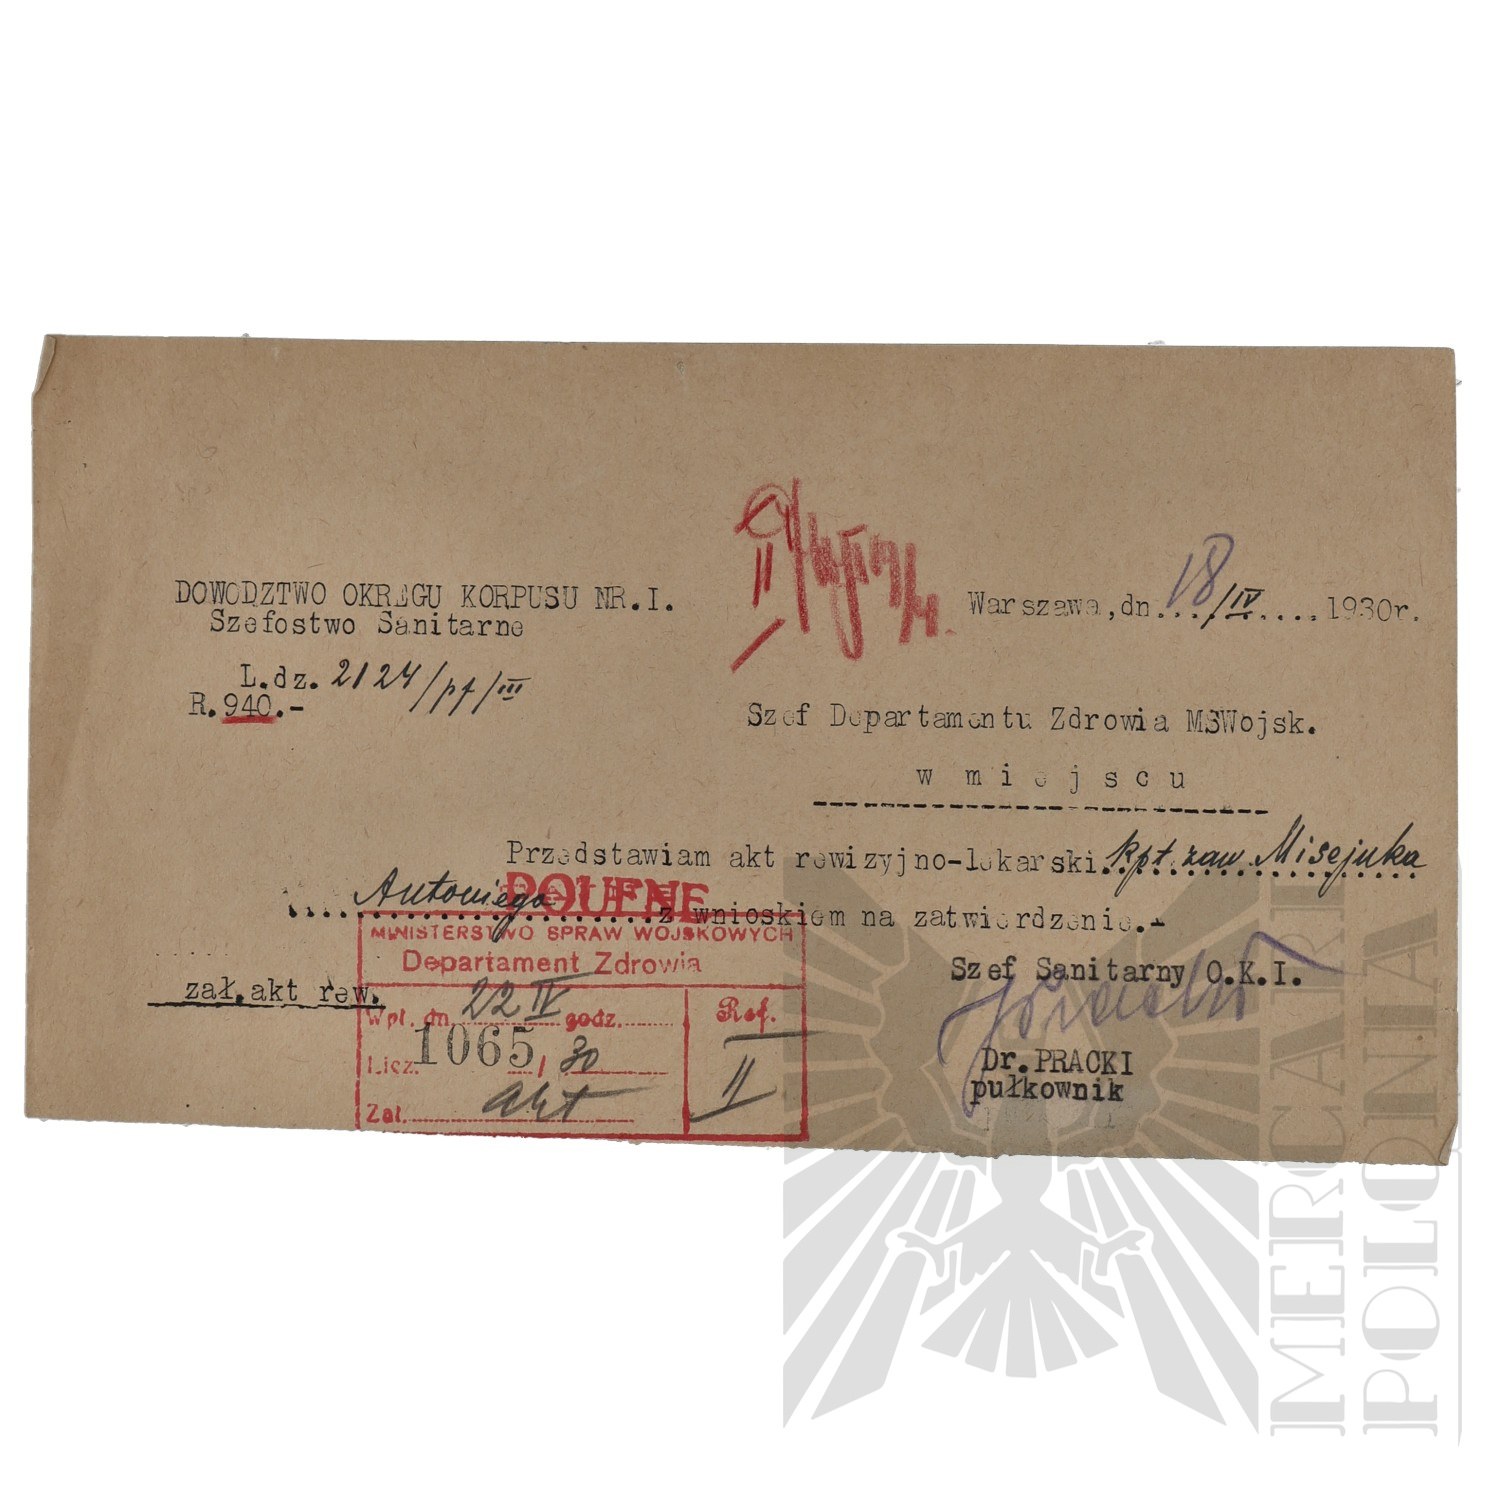 DOWODZTWO OKRĘGU KORPUSU NR.I.
Szefostwo Sanitarne
L.dz. 2124/pf/III
R.940.-
Warszawa,dn...18/IV.....1930r.
Szef Departamentu Zdrowia MSWojsk.
w miejscu
Przedstawiam akt rewizyjno-lekarski kpt. zaw. Misejuka
Antoniego z wnioskiem na zatwierdzenie.-
POUFNE
MINISTERSTWO SPRAW WOJSKOWYCH
Departament Zdrowia
zał.akt rew.
Wpł. dn. 22 IV godz.
Ref.
Licz. 1065/30
II
Zał. akt
Szef Sanitarny O.K.I.
Dr.PRACKI
pułkownik
MERCARI
POLONIA